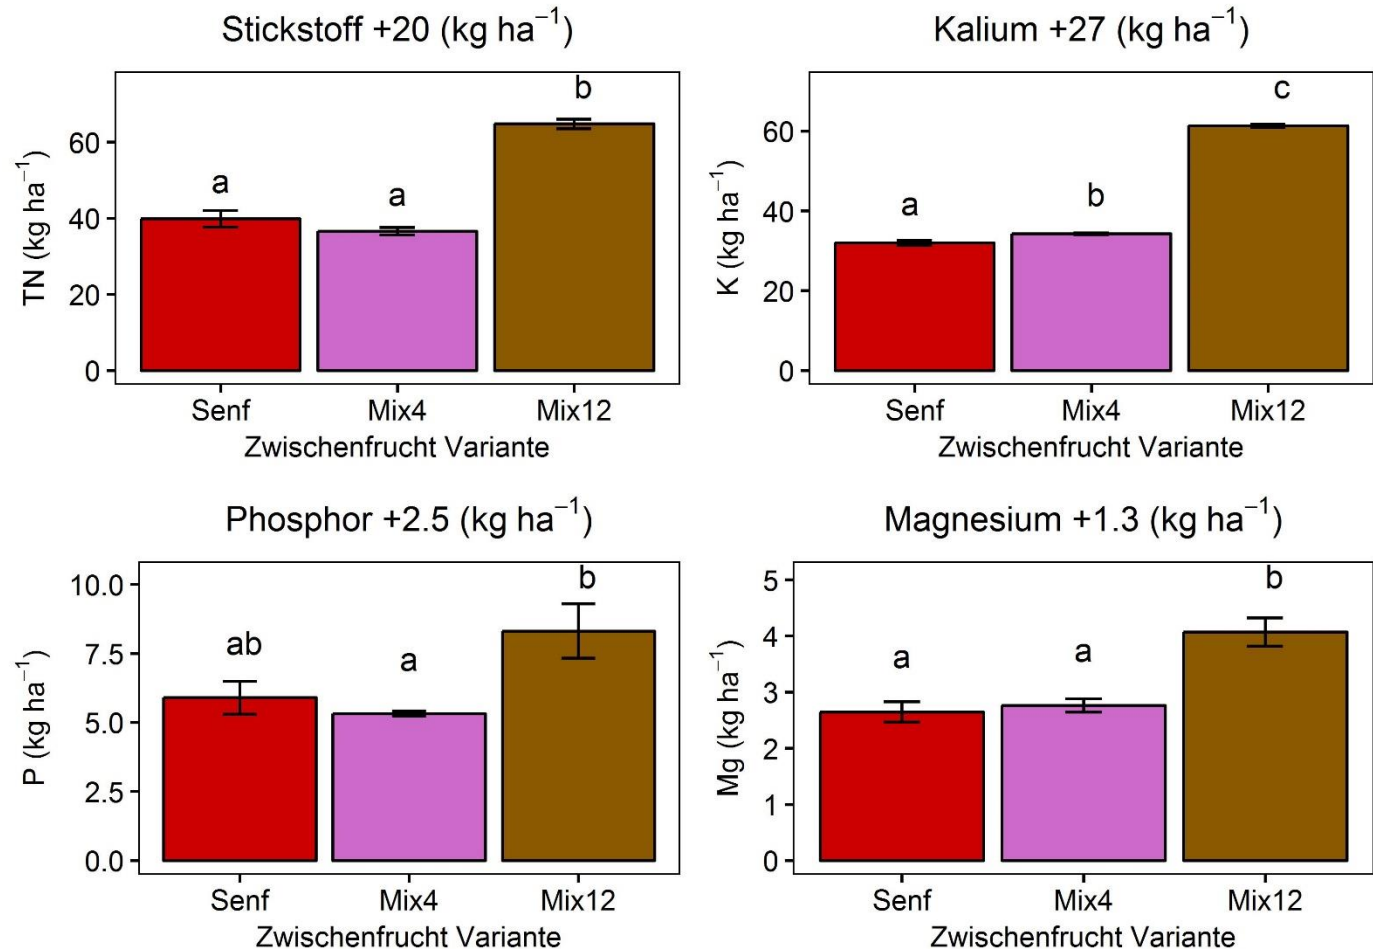 Stickstoff +20 (kg ha⁻¹)
TN (kg ha⁻¹)
60
40
20
0
a
a
b
Senf Mix4 Mix12
Zwischenfrucht Variante
Kalium +27 (kg ha⁻¹)
K (kg ha⁻¹)
60
40
20
0
a
b
c
Senf Mix4 Mix12
Zwischenfrucht Variante
Phosphor +2.5 (kg ha⁻¹)
P (kg ha⁻¹)
10.0
7.5
5.0
2.5
0.0
ab
a
b
Senf Mix4 Mix12
Zwischenfrucht Variante
Magnesium +1.3 (kg ha⁻¹)
Mg (kg ha⁻¹)
5
4
3
2
1
0
a
a
b
Senf Mix4 Mix12
Zwischenfrucht Variante